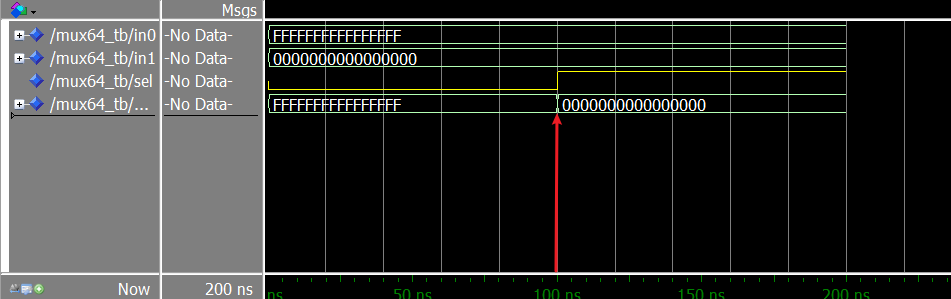 Msgs
/mux64_tb/in0 -No Data- FFFFFFFFFFFFFFFF
/mux64_tb/in1 -No Data- 0000000000000000
/mux64_tb/sel -No Data-
/mux64_tb/... -No Data- FFFFFFFFFFFFFFFF 0000000000000000
Now 200 ns ns 50 ns 100 ns 150 ns 200 ns